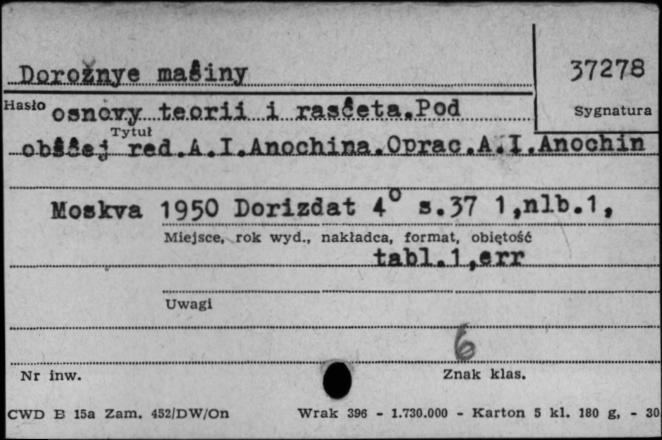 Dorožnye mašiny
37278
Hasło osnovy teorii i rasčeta.Pod
Sygnatura
Tytuł
obščej red.A.I.Anochina.Oprac.A.I.Anochin
Moskva 1950 Dorizdat 4° s.37 1,nlb.1,
Miejsce, rok wyd., nakładca, format, objętość
tabl.1,err
Uwagi
6
Nr inw.
Znak klas.
CWD B 15a Zam. 452/DW/On Wrak 396 - 1.730.000 - Karton 5 kl. 180 g, - 30